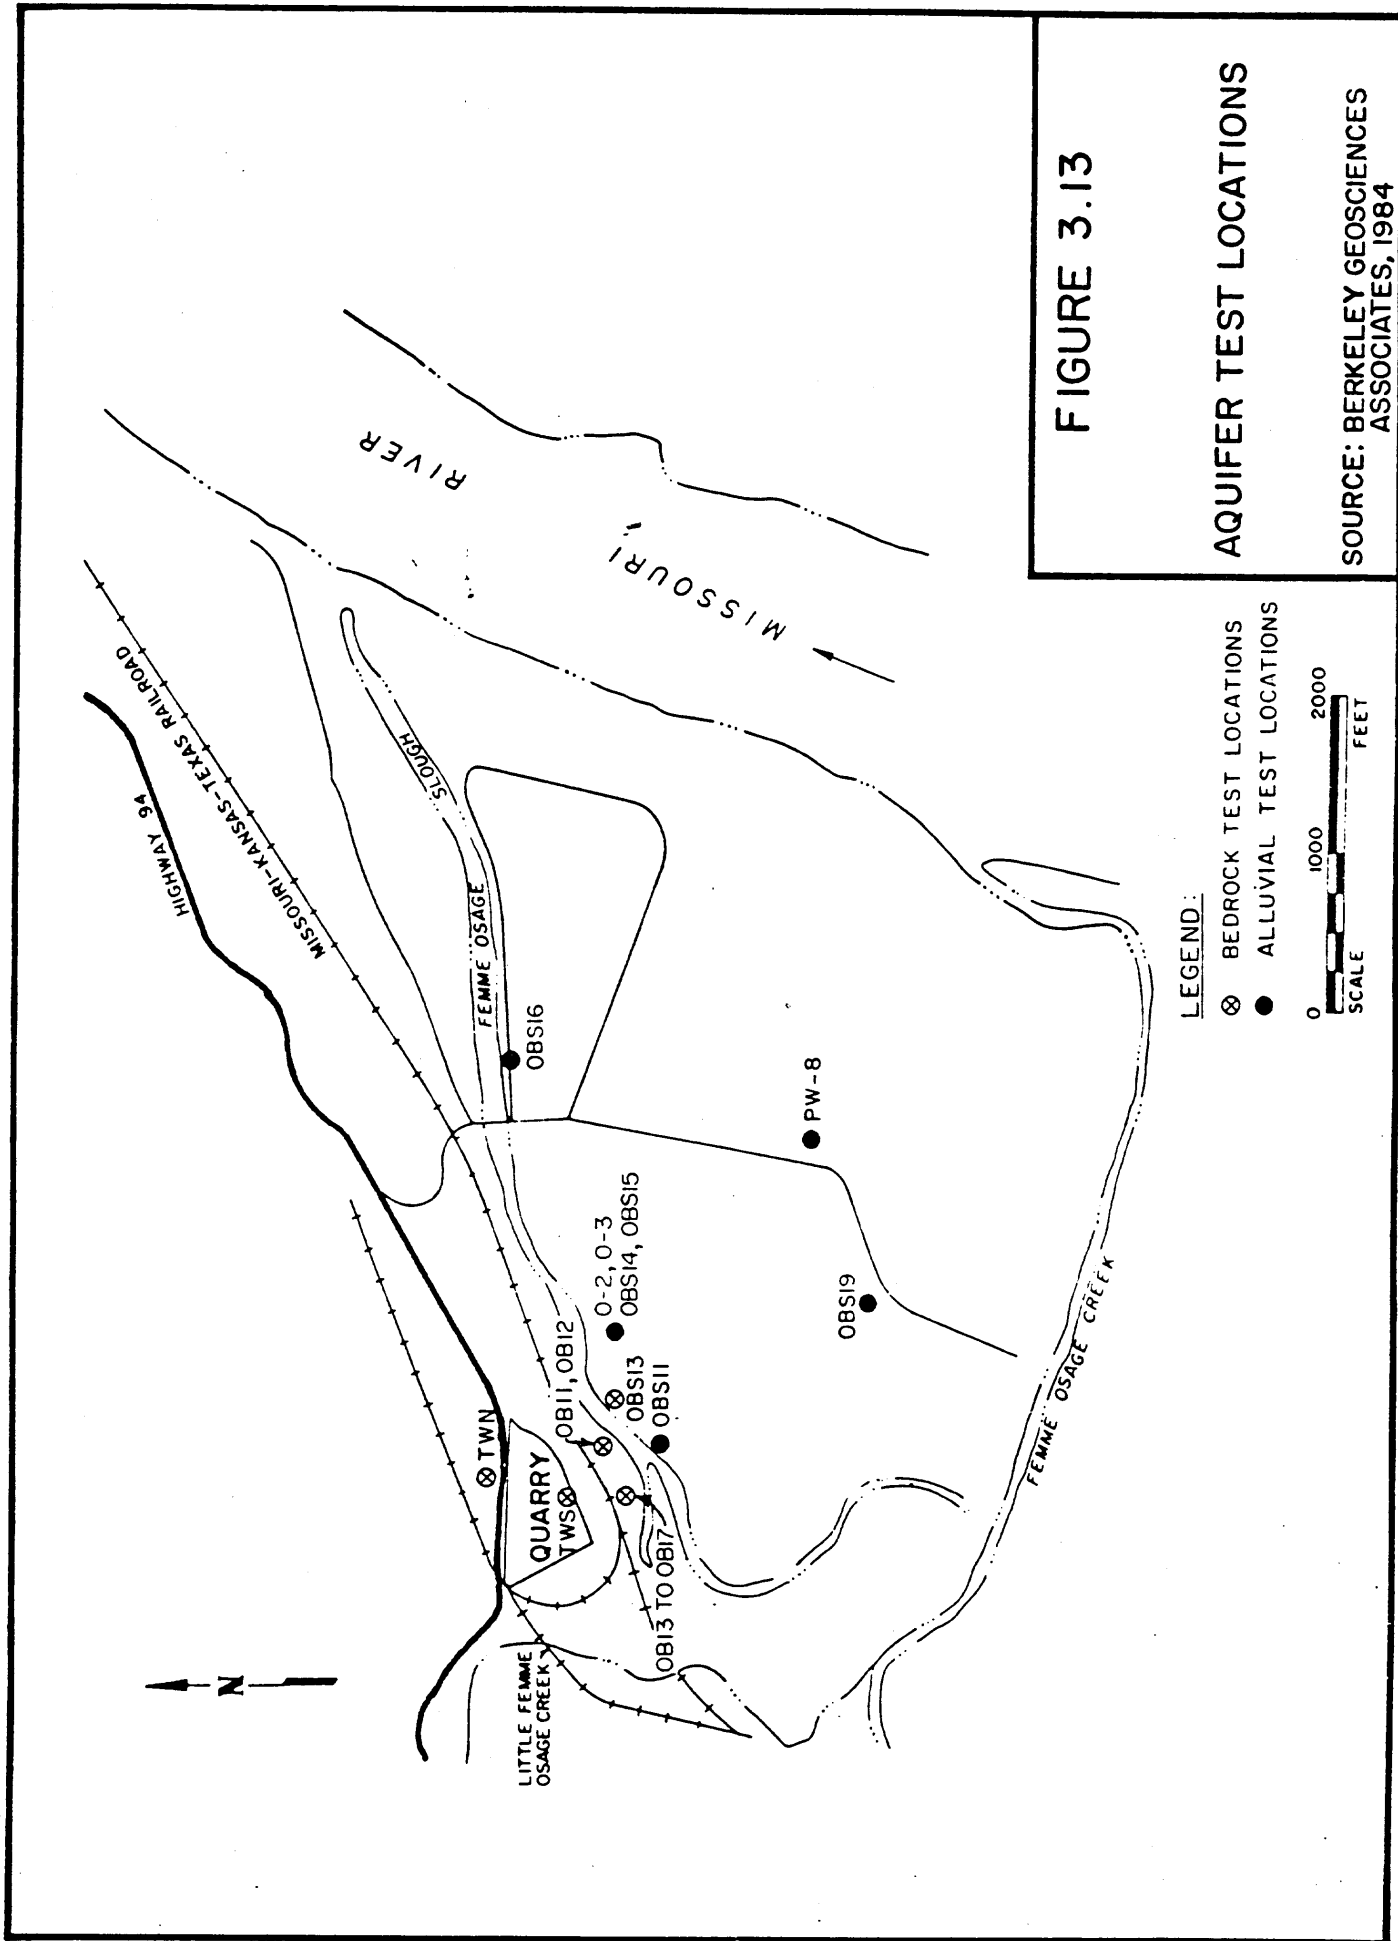 N
HIGHWAY 94
MISSOURI-KANSAS-TEXAS RAILROAD
RIVER
MISSOURI
SLOUGH
FEMME OSAGE
LITTLE FEMME
OSAGE CREEK
TWN
QUARRY
TWS
OB11, OB12
O-2, O-3
OBS14, OBS15
OBS16
OBS13
OBS11
OB13 TO OB17
PW-8
OBS19
FEMME OSAGE CREEK
LEGEND:
BEDROCK TEST LOCATIONS
ALLUVIAL TEST LOCATIONS
0 1000 2000
SCALE FEET
FIGURE 3.13
AQUIFER TEST LOCATIONS
SOURCE: BERKELEY GEOSCIENCES
ASSOCIATES, 1984